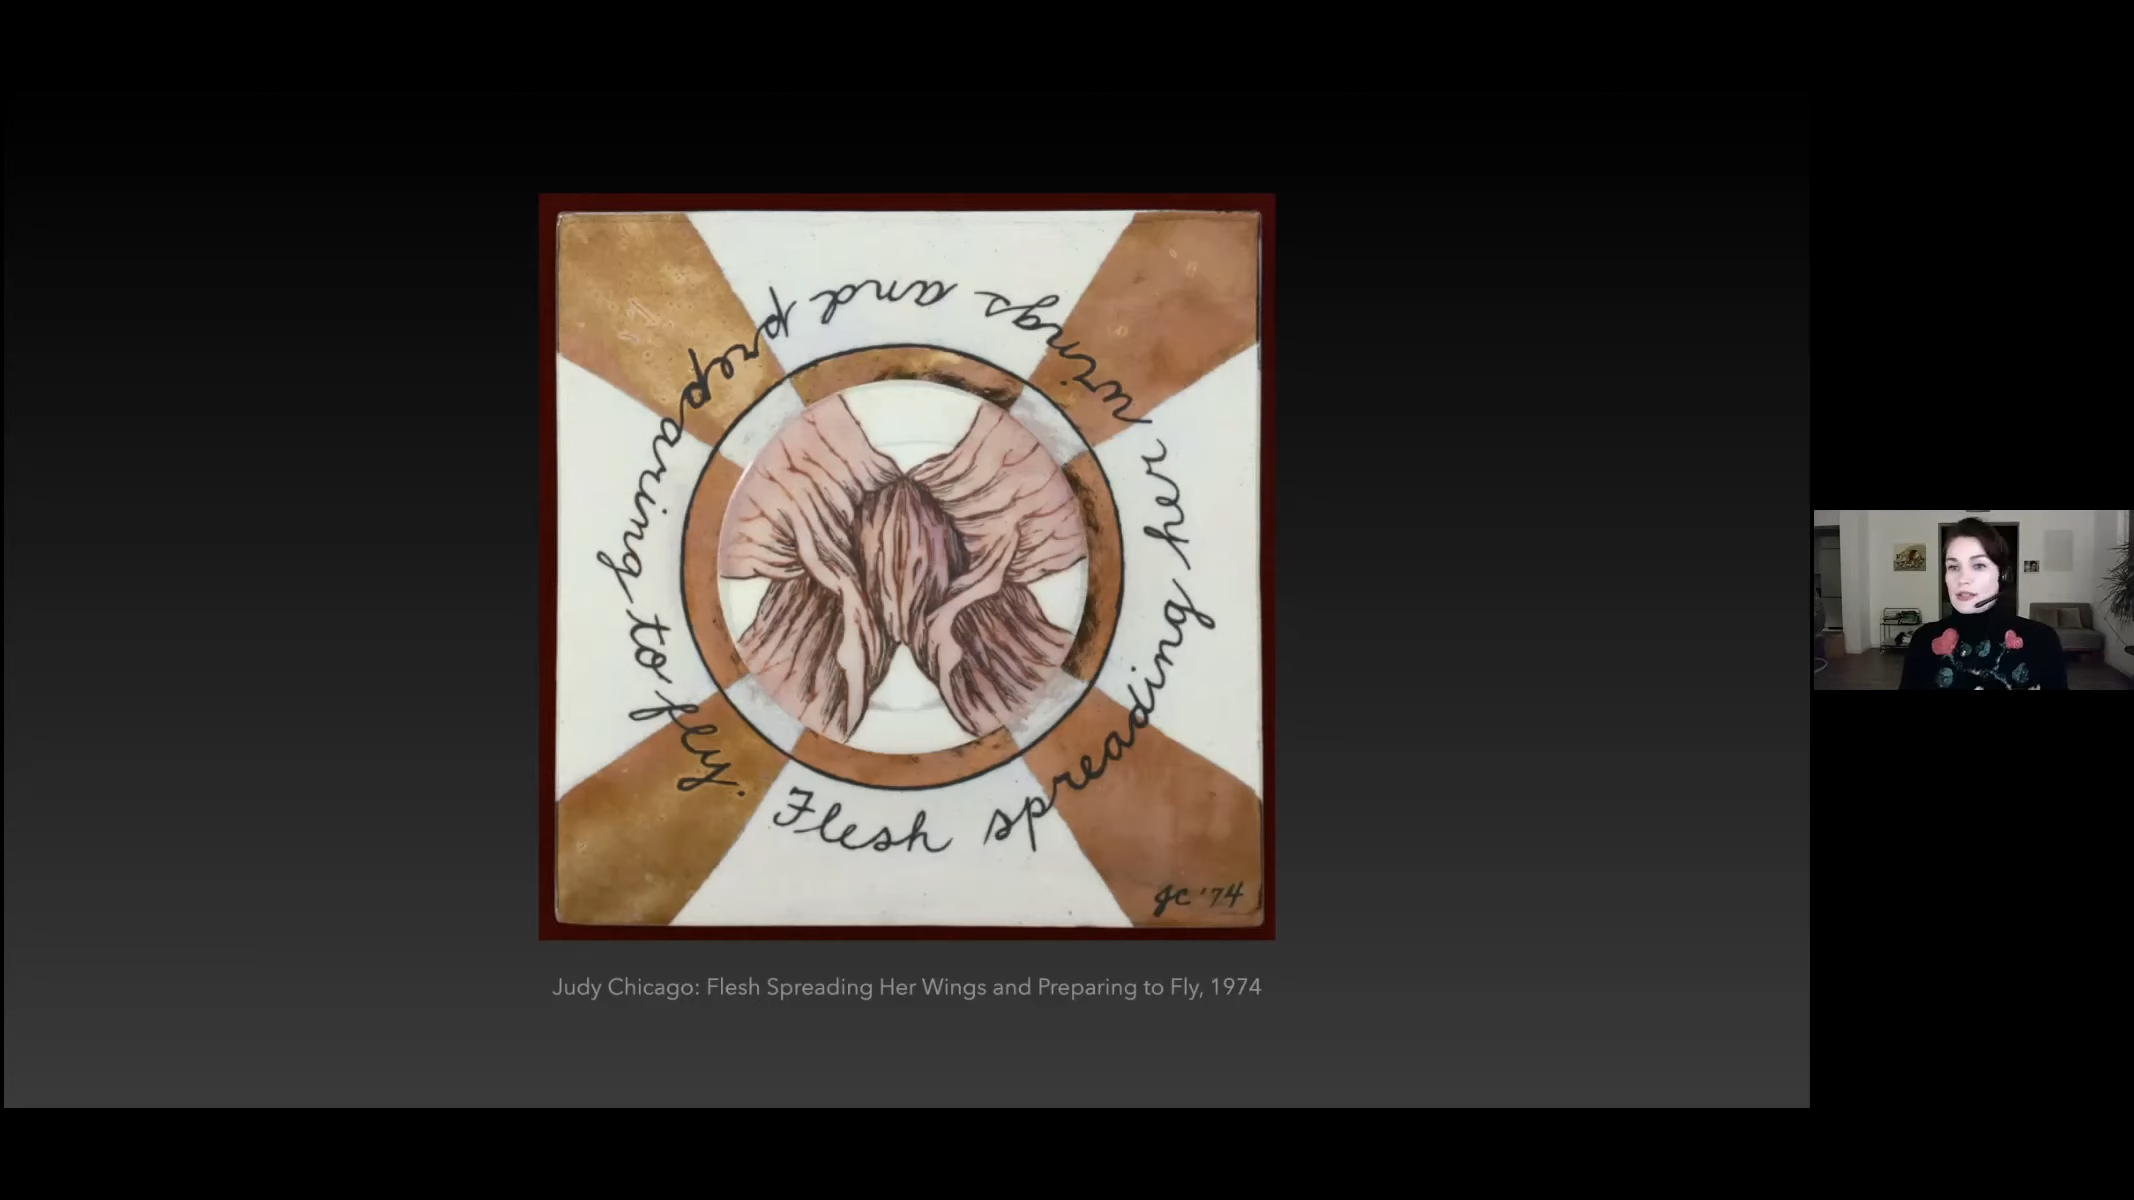 Flesh spreading her wings and preparing to fly.
JC '74
Judy Chicago: Flesh Spreading Her Wings and Preparing to Fly, 1974